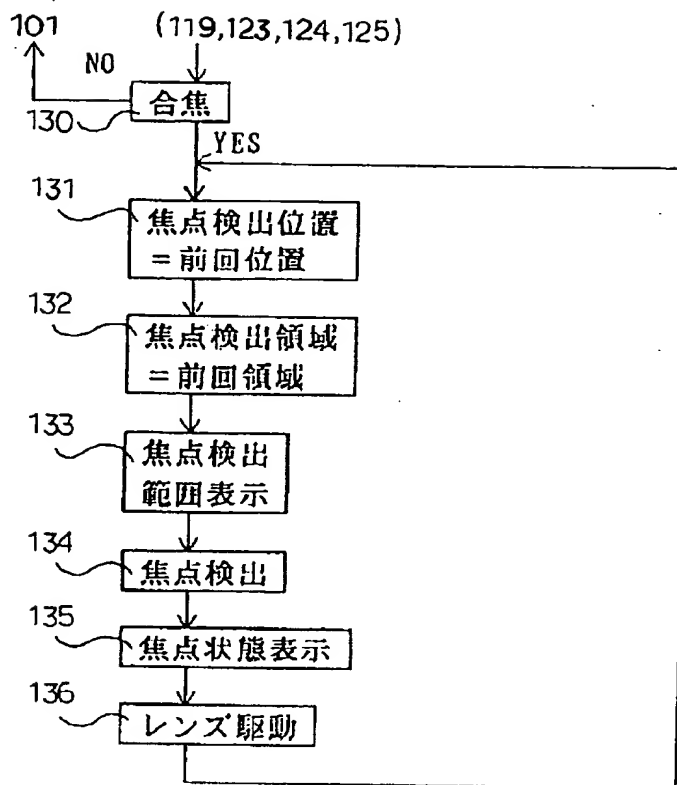 101
(119,123,124,125)
NO
合焦
130
YES
131
焦点検出位置
=前回位置
132
焦点検出領域
=前回領域
133
焦点検出
範囲表示
134
焦点検出
135
焦点状態表示
136
レンズ駆動